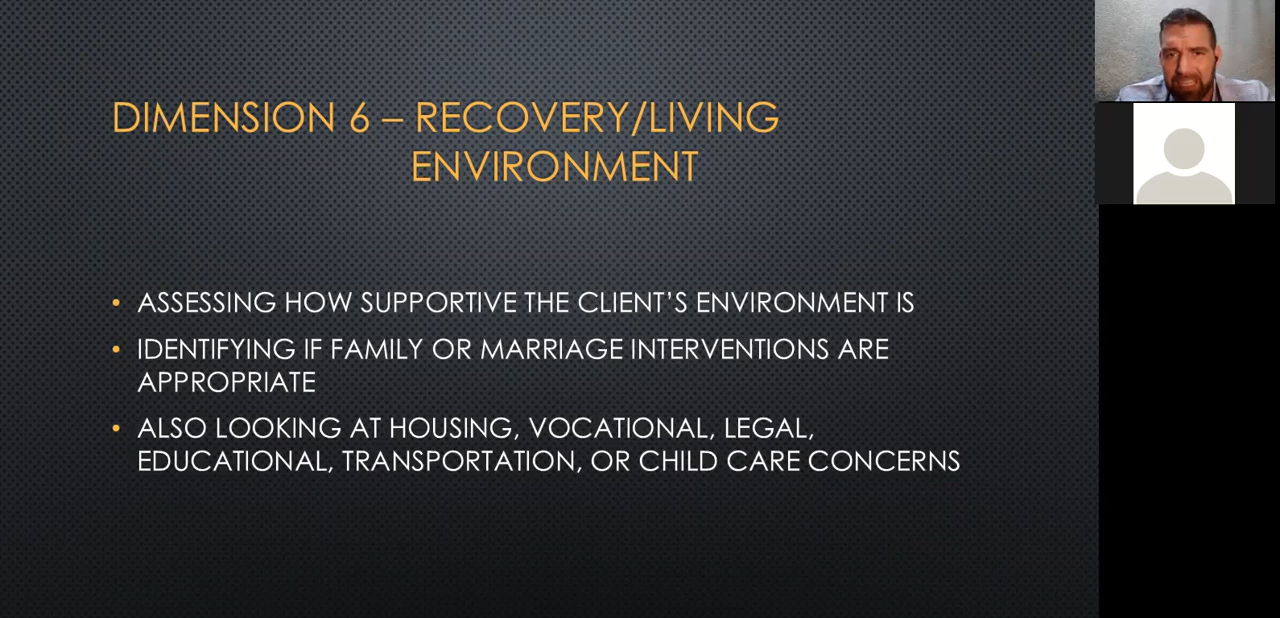 DIMENSION 6 – RECOVERY/LIVING
ENVIRONMENT
• ASSESSING HOW SUPPORTIVE THE CLIENT’S ENVIRONMENT IS
• IDENTIFYING IF FAMILY OR MARRIAGE INTERVENTIONS ARE
APPROPRIATE
• ALSO LOOKING AT HOUSING, VOCATIONAL, LEGAL,
EDUCATIONAL, TRANSPORTATION, OR CHILD CARE CONCERNS